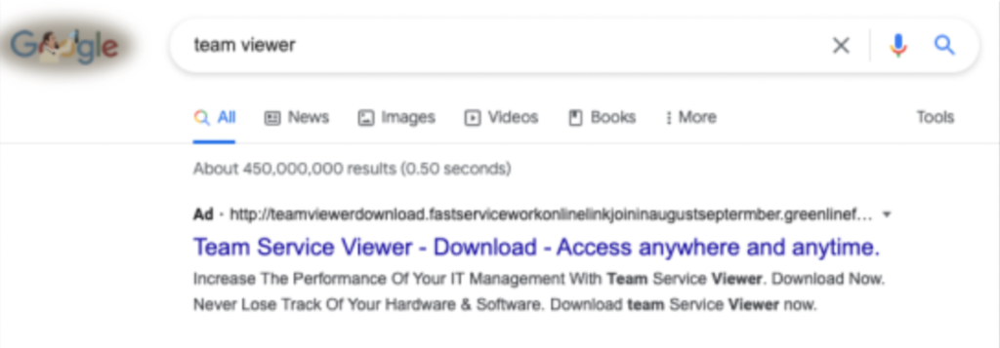 Google
team viewer
All News Images Videos Books More Tools
About 450,000,000 results (0.50 seconds)
Ad · http://teamviewerdownload.fastserviceworkonlinelinkjoininaugustseptermber.greenlinef...
Team Service Viewer - Download - Access anywhere and anytime.
Increase The Performance Of Your IT Management With Team Service Viewer. Download Now.
Never Lose Track Of Your Hardware & Software. Download team Service Viewer now.